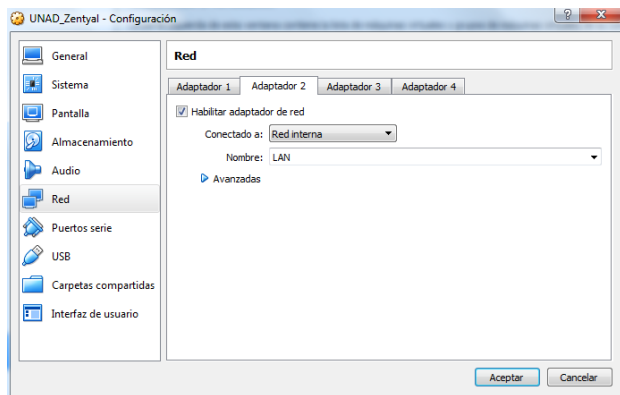 UNAD_Zentyal - Configuración
General
Sistema
Pantalla
Almacenamiento
Audio
Red
Puertos serie
USB
Carpetas compartidas
Interfaz de usuario
Red
Adaptador 1 Adaptador 2 Adaptador 3 Adaptador 4
Habilitar adaptador de red
Conectado a: Red interna
Nombre: LAN
Avanzadas
Aceptar Cancelar